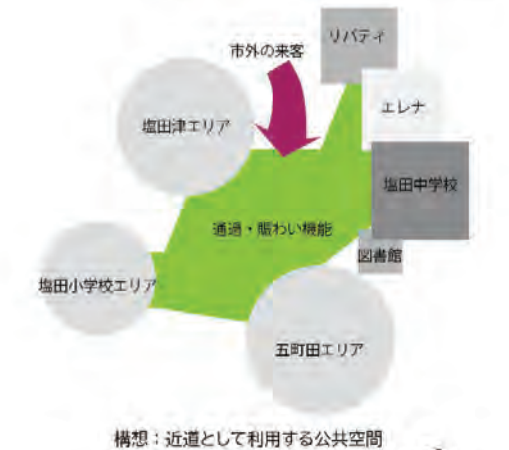 リバティ
市外の来客
エレナ
塩田津エリア
塩田中学校
通過・賑わい機能
図書館
塩田小学校エリア
五町田エリア
構想：近道として利用する公共空間